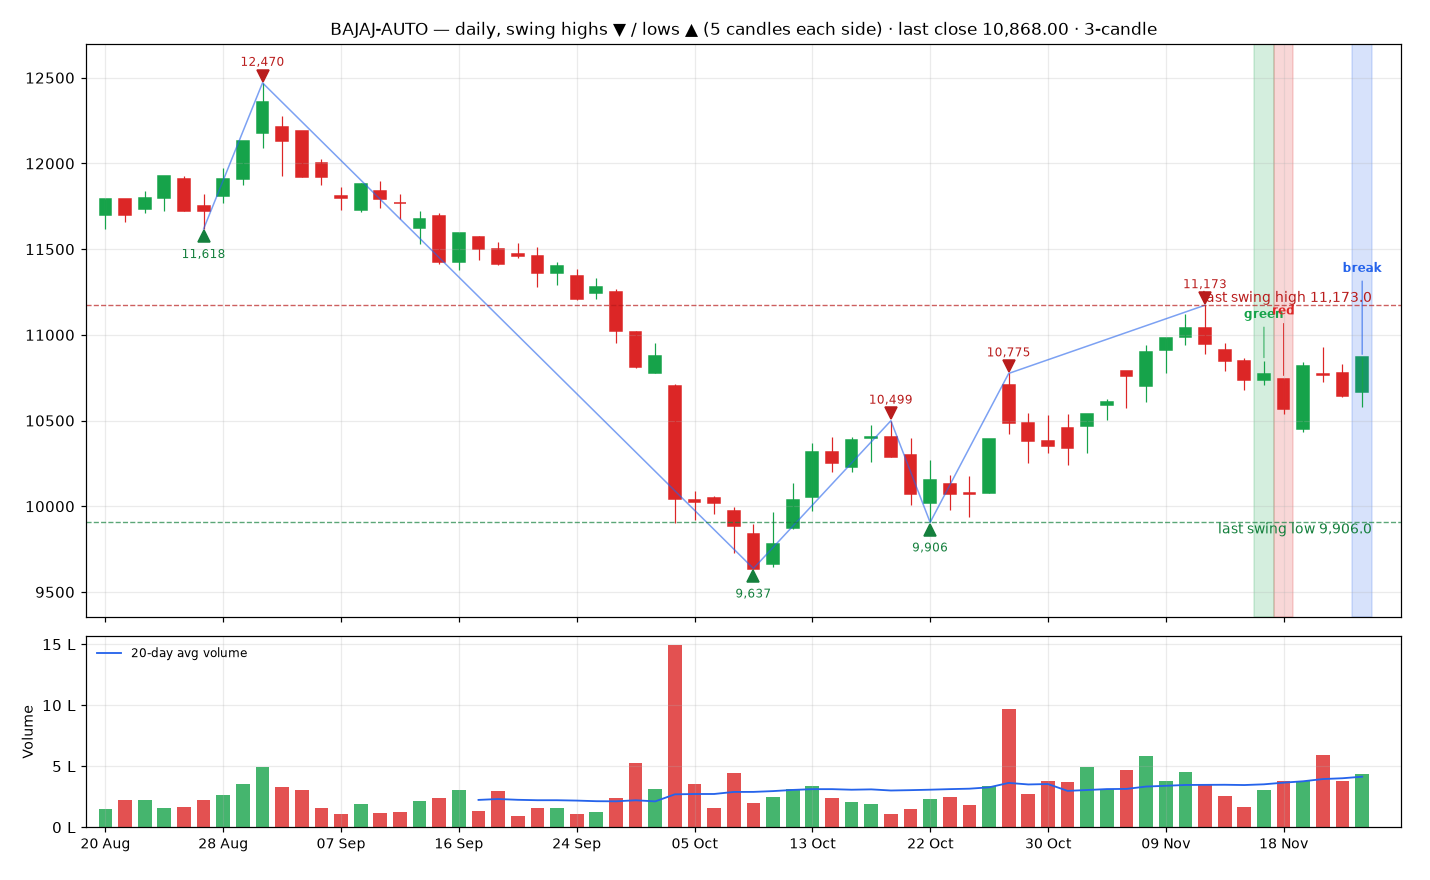 BAJAJ-AUTO — daily, swing highs ▼ / lows ▲ (5 candles each side) · last close 10,868.00 · 3-candle
12500
12000
11500
11000
10500
10000
9500
12,470
11,618
9,637
10,499
9,906
10,775
11,173
last swing high 11,173.0
green
red
break
last swing low 9,906.0
Volume
15 L
10 L
5 L
0 L
20-day avg volume
20 Aug
28 Aug
07 Sep
16 Sep
24 Sep
05 Oct
13 Oct
22 Oct
30 Oct
09 Nov
18 Nov